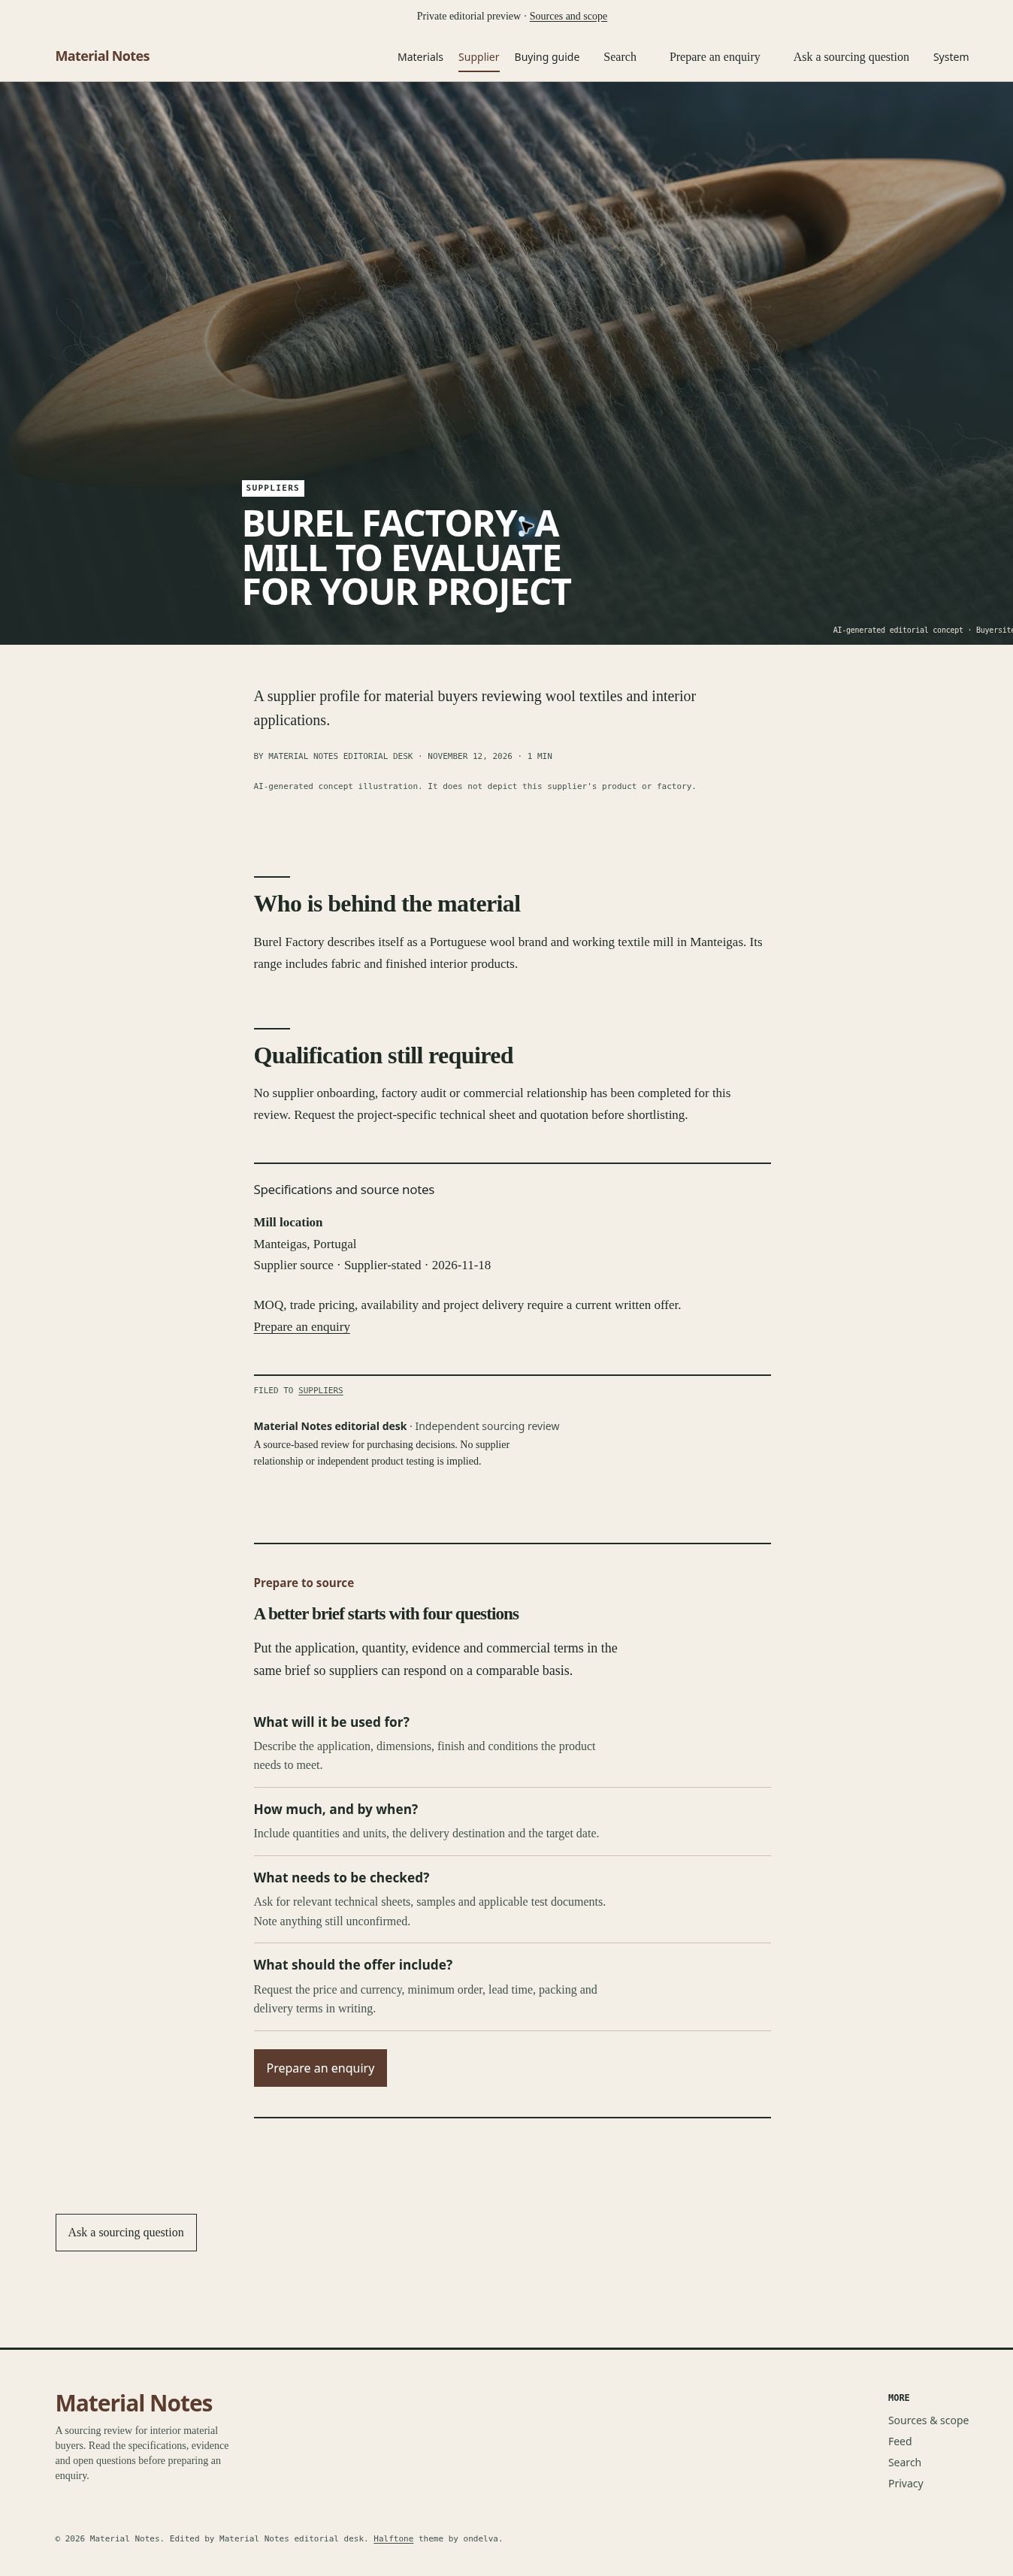 Private editorial preview · Sources and scope
Material Notes
Materials Supplier Buying guide Search Prepare an enquiry Ask a sourcing question System
SUPPLIERS
BUREL FACTORY: A
MILL TO EVALUATE
FOR YOUR PROJECT
AI-generated editorial concept · Buyersite
A supplier profile for material buyers reviewing wool textiles and interior
applications.
BY MATERIAL NOTES EDITORIAL DESK · NOVEMBER 12, 2026 · 1 MIN
AI-generated concept illustration. It does not depict this supplier's product or factory.
Who is behind the material
Burel Factory describes itself as a Portuguese wool brand and working textile mill in Manteigas. Its
range includes fabric and finished interior products.
Qualification still required
No supplier onboarding, factory audit or commercial relationship has been completed for this
review. Request the project-specific technical sheet and quotation before shortlisting.
Specifications and source notes
Mill location
Manteigas, Portugal
Supplier source · Supplier-stated · 2026-11-18
MOQ, trade pricing, availability and project delivery require a current written offer.
Prepare an enquiry
FILED TO SUPPLIERS
Material Notes editorial desk · Independent sourcing review
A source-based review for purchasing decisions. No supplier
relationship or independent product testing is implied.
Prepare to source
A better brief starts with four questions
Put the application, quantity, evidence and commercial terms in the
same brief so suppliers can respond on a comparable basis.
What will it be used for?
Describe the application, dimensions, finish and conditions the product
needs to meet.
How much, and by when?
Include quantities and units, the delivery destination and the target date.
What needs to be checked?
Ask for relevant technical sheets, samples and applicable test documents.
Note anything still unconfirmed.
What should the offer include?
Request the price and currency, minimum order, lead time, packing and
delivery terms in writing.
Prepare an enquiry
Ask a sourcing question
Material Notes
A sourcing review for interior material
buyers. Read the specifications, evidence
and open questions before preparing an
enquiry.
MORE
Sources & scope
Feed
Search
Privacy
© 2026 Material Notes. Edited by Material Notes editorial desk. Halftone theme by ondelva.